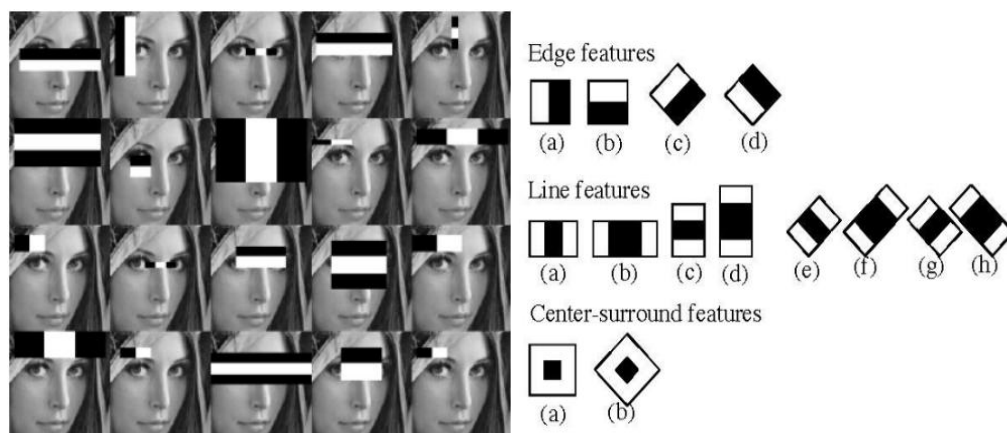 Edge features
(a) (b) (c) (d)
Line features
(a) (b) (c) (d) (e) (f) (g) (h)
Center-surround features
(a) (b)